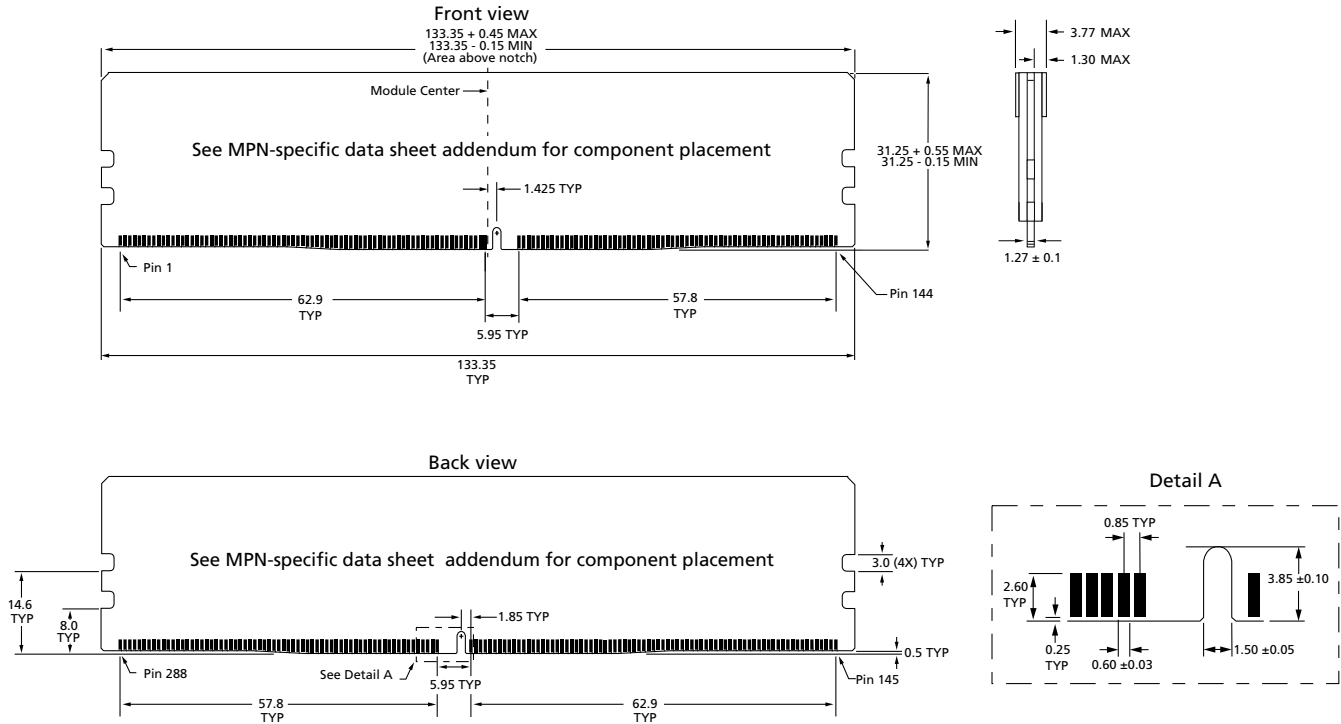 Front view
133.35 + 0.45 MAX
133.35 - 0.15 MIN
(Area above notch)
Module Center
See MPN-specific data sheet addendum for component placement
1.425 TYP
31.25 + 0.55 MAX
31.25 - 0.15 MIN
3.77 MAX
1.30 MAX
1.27 ± 0.1
Pin 1
Pin 144
62.9
TYP
57.8
TYP
5.95 TYP
133.35
TYP
Back view
See MPN-specific data sheet addendum for component placement
3.0 (4X) TYP
14.6
TYP
8.0
TYP
1.85 TYP
0.5 TYP
Pin 288
See Detail A
5.95 TYP
Pin 145
57.8
TYP
62.9
TYP
Detail A
0.85 TYP
2.60
TYP
3.85 ±0.10
0.25
TYP
0.60 ±0.03
1.50 ±0.05